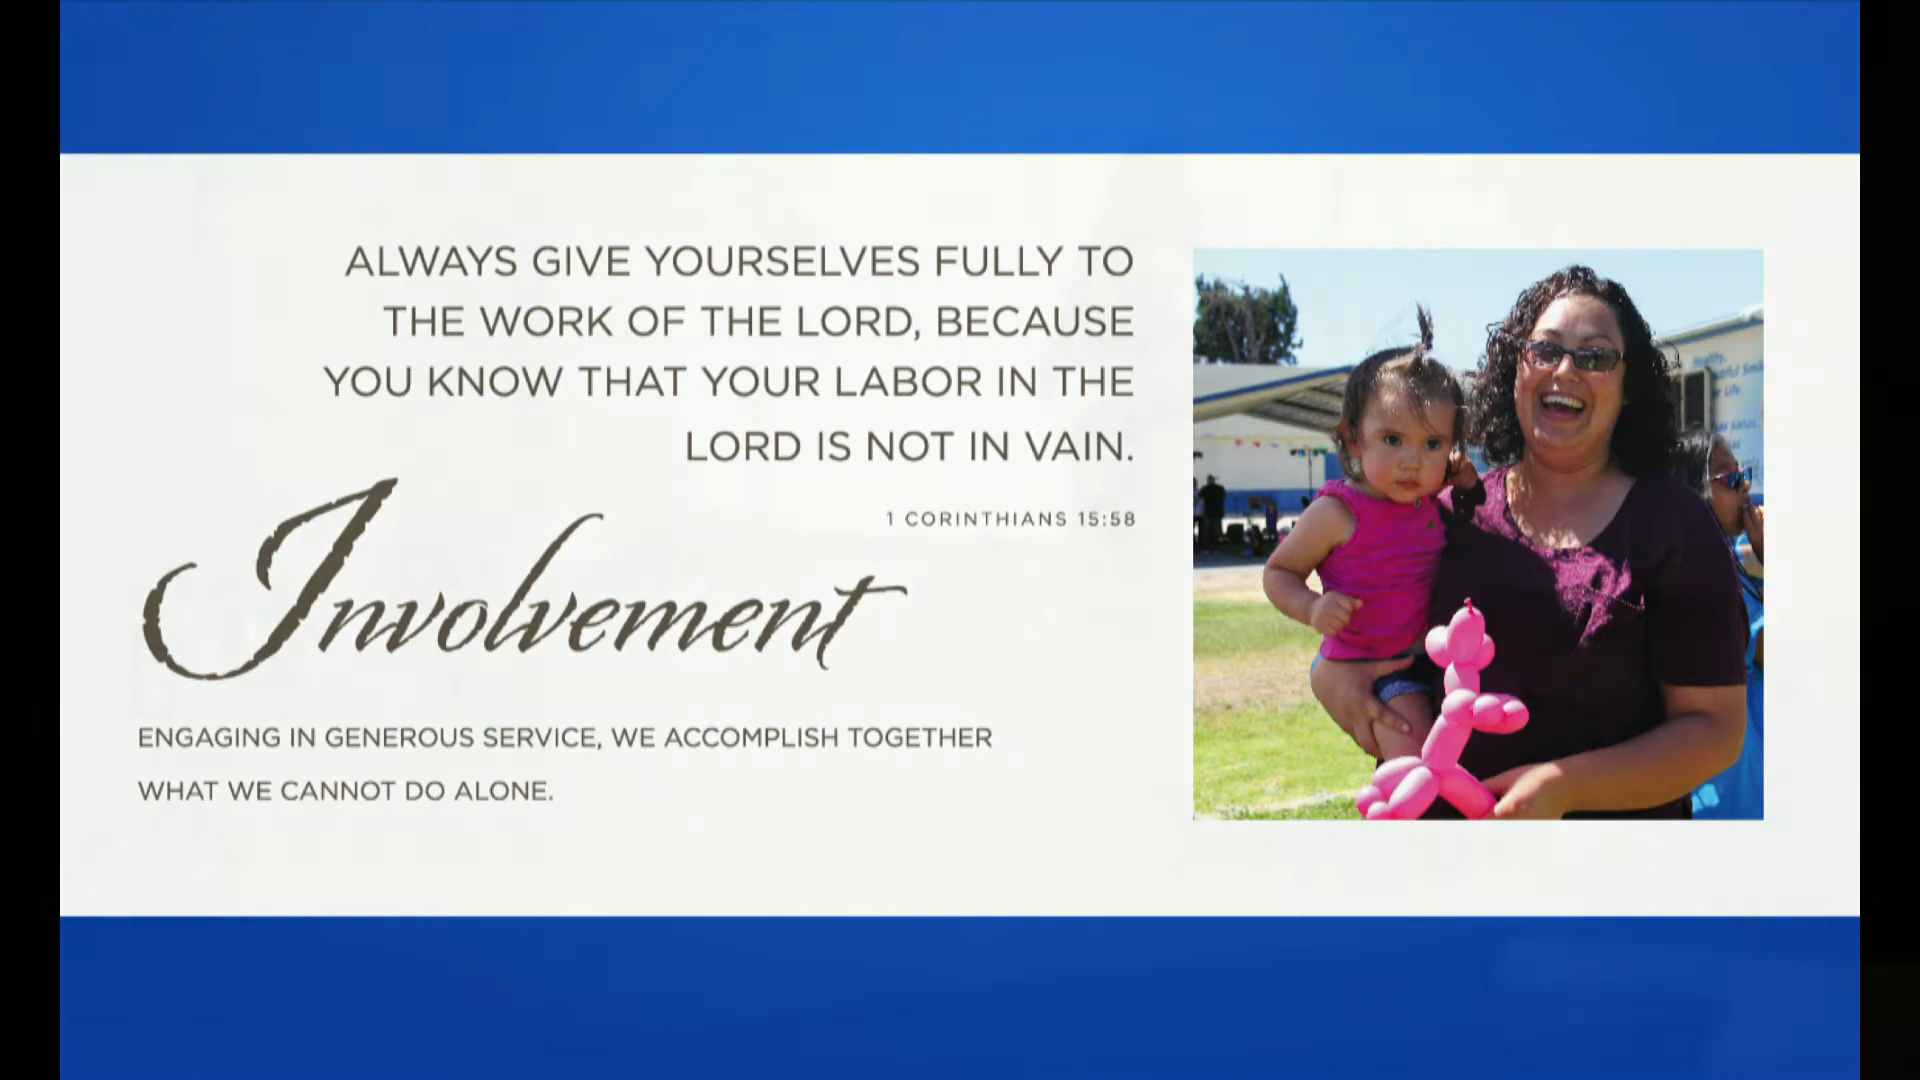 ALWAYS GIVE YOURSELVES FULLY TO
THE WORK OF THE LORD, BECAUSE
YOU KNOW THAT YOUR LABOR IN THE
LORD IS NOT IN VAIN.
1 CORINTHIANS 15:58
Involvement
ENGAGING IN GENEROUS SERVICE, WE ACCOMPLISH TOGETHER
WHAT WE CANNOT DO ALONE.
Healthy,
Life